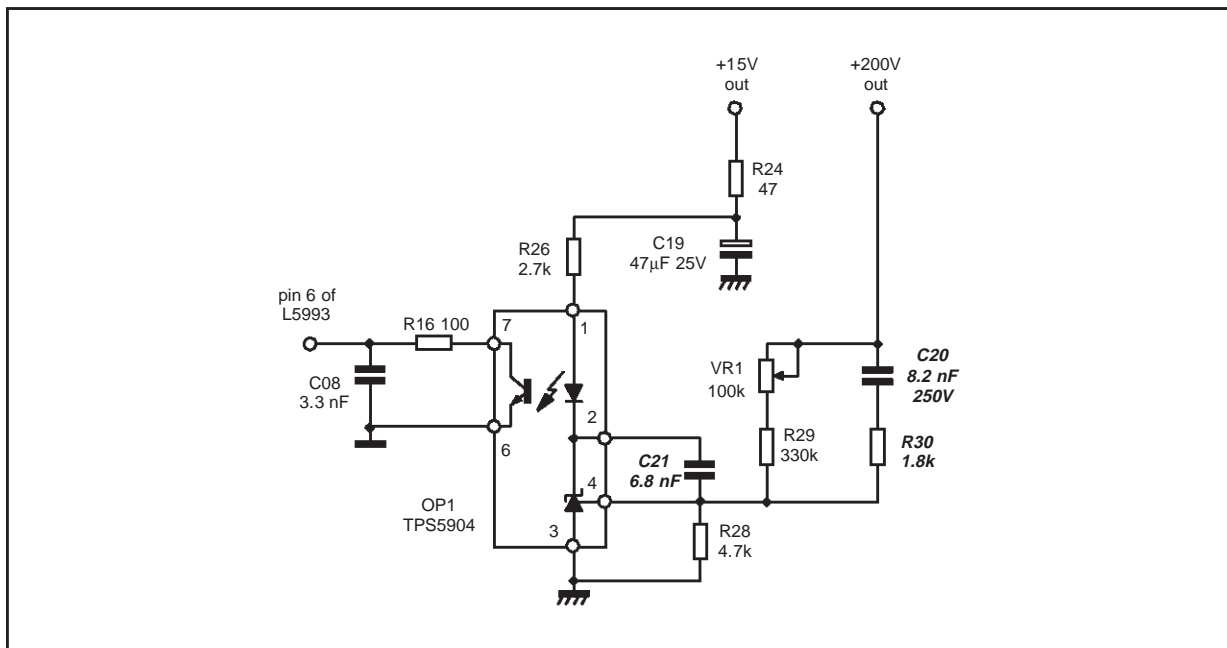 +15V
out
+200V
out
R24
47
R26
2.7k
C19
47µF 25V
pin 6 of
L5993
R16 100
7
1
C08
3.3 nF
VR1
100k
C20
8.2 nF
250V
2
6
R29
330k
R30
1.8k
C21
6.8 nF
4
OP1
TPS5904
3
R28
4.7k